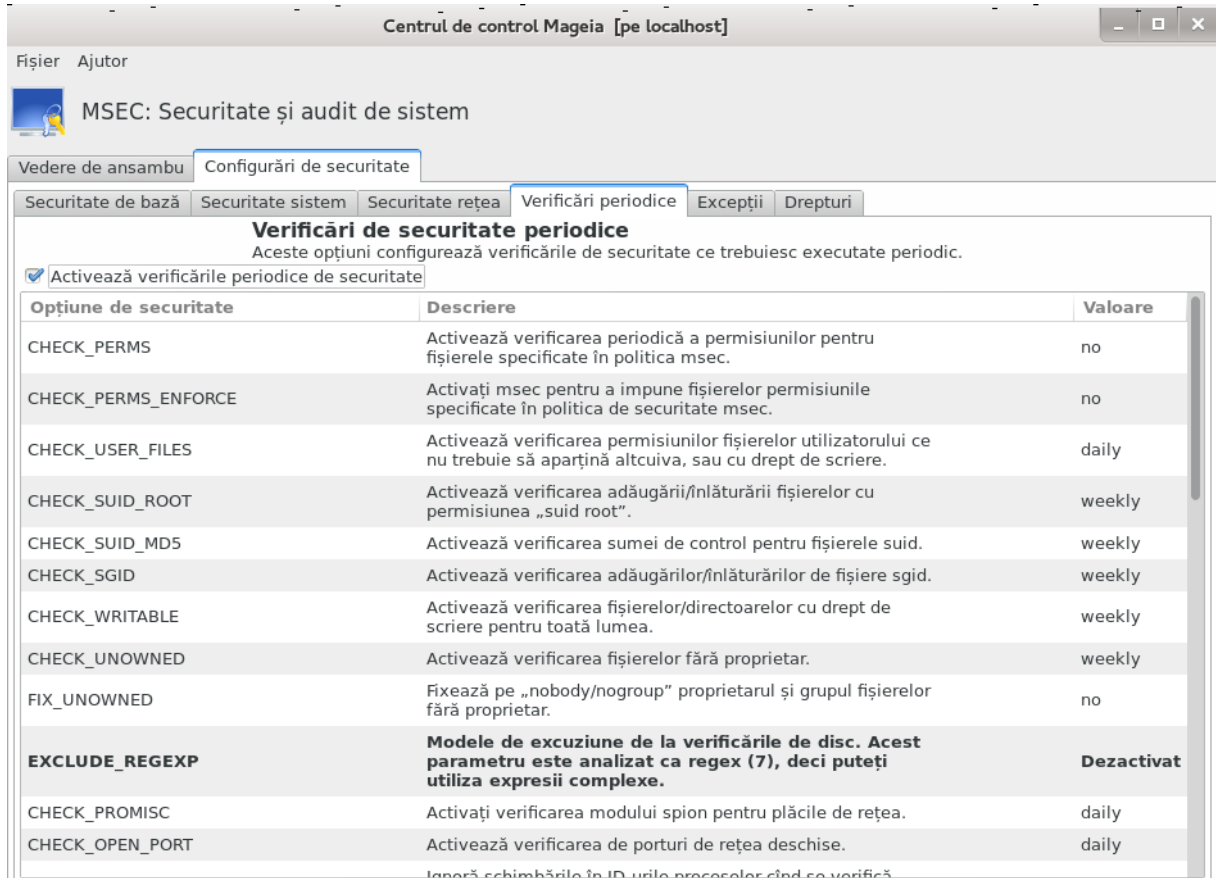 Centrul de control Mageia [pe localhost]
Fișier Ajutor
MSEC: Securitate și audit de sistem
Vedere de ansambu Configurări de securitate
Securitate de bază Securitate sistem Securitate rețea Verificări periodice Excepții Drepturi
Verificări de securitate periodice
Aceste opțiuni configurează verificările de securitate ce trebuiesc executate periodic.
Activează verificările periodice de securitate
Opțiune de securitate Descriere Valoare
CHECK_PERMS Activează verificarea periodică a permisiunilor pentru
fișierele specificate în politica msec. no
CHECK_PERMS_ENFORCE Activați msec pentru a impune fișierelor permisiunile
specificate în politica de securitate msec. no
CHECK_USER_FILES Activează verificarea permisiunilor fișierelor utilizatorului ce
nu trebuie să aparțină altcuiva, sau cu drept de scriere. daily
CHECK_SUID_ROOT Activează verificarea adăugării/înlăturării fișierelor cu
permisiunea „suid root”. weekly
CHECK_SUID_MD5 Activează verificarea sumei de control pentru fișierele suid. weekly
CHECK_SGID Activează verificarea adăugărilor/înlăturărilor de fișiere sgid. weekly
CHECK_WRITABLE Activează verificarea fișierelor/directoarelor cu drept de
scriere pentru toată lumea. weekly
CHECK_UNOWNED Activează verificarea fișierelor fără proprietar. weekly
FIX_UNOWNED Fixează pe „nobody/nogroup” proprietarul și grupul fișierelor
fără proprietar. no
EXCLUDE_REGEXP Modele de excuziune de la verificările de disc. Acest
parametru este analizat ca regex (7), deci puteți
utiliza expresii complexe. Dezactivat
CHECK_PROMISC Activați verificarea modului spion pentru plăcile de rețea. daily
CHECK_OPEN_PORT Activează verificarea de porturi de rețea deschise. daily
Ignoră schimbările în ID-urile proceselor cînd se verifică